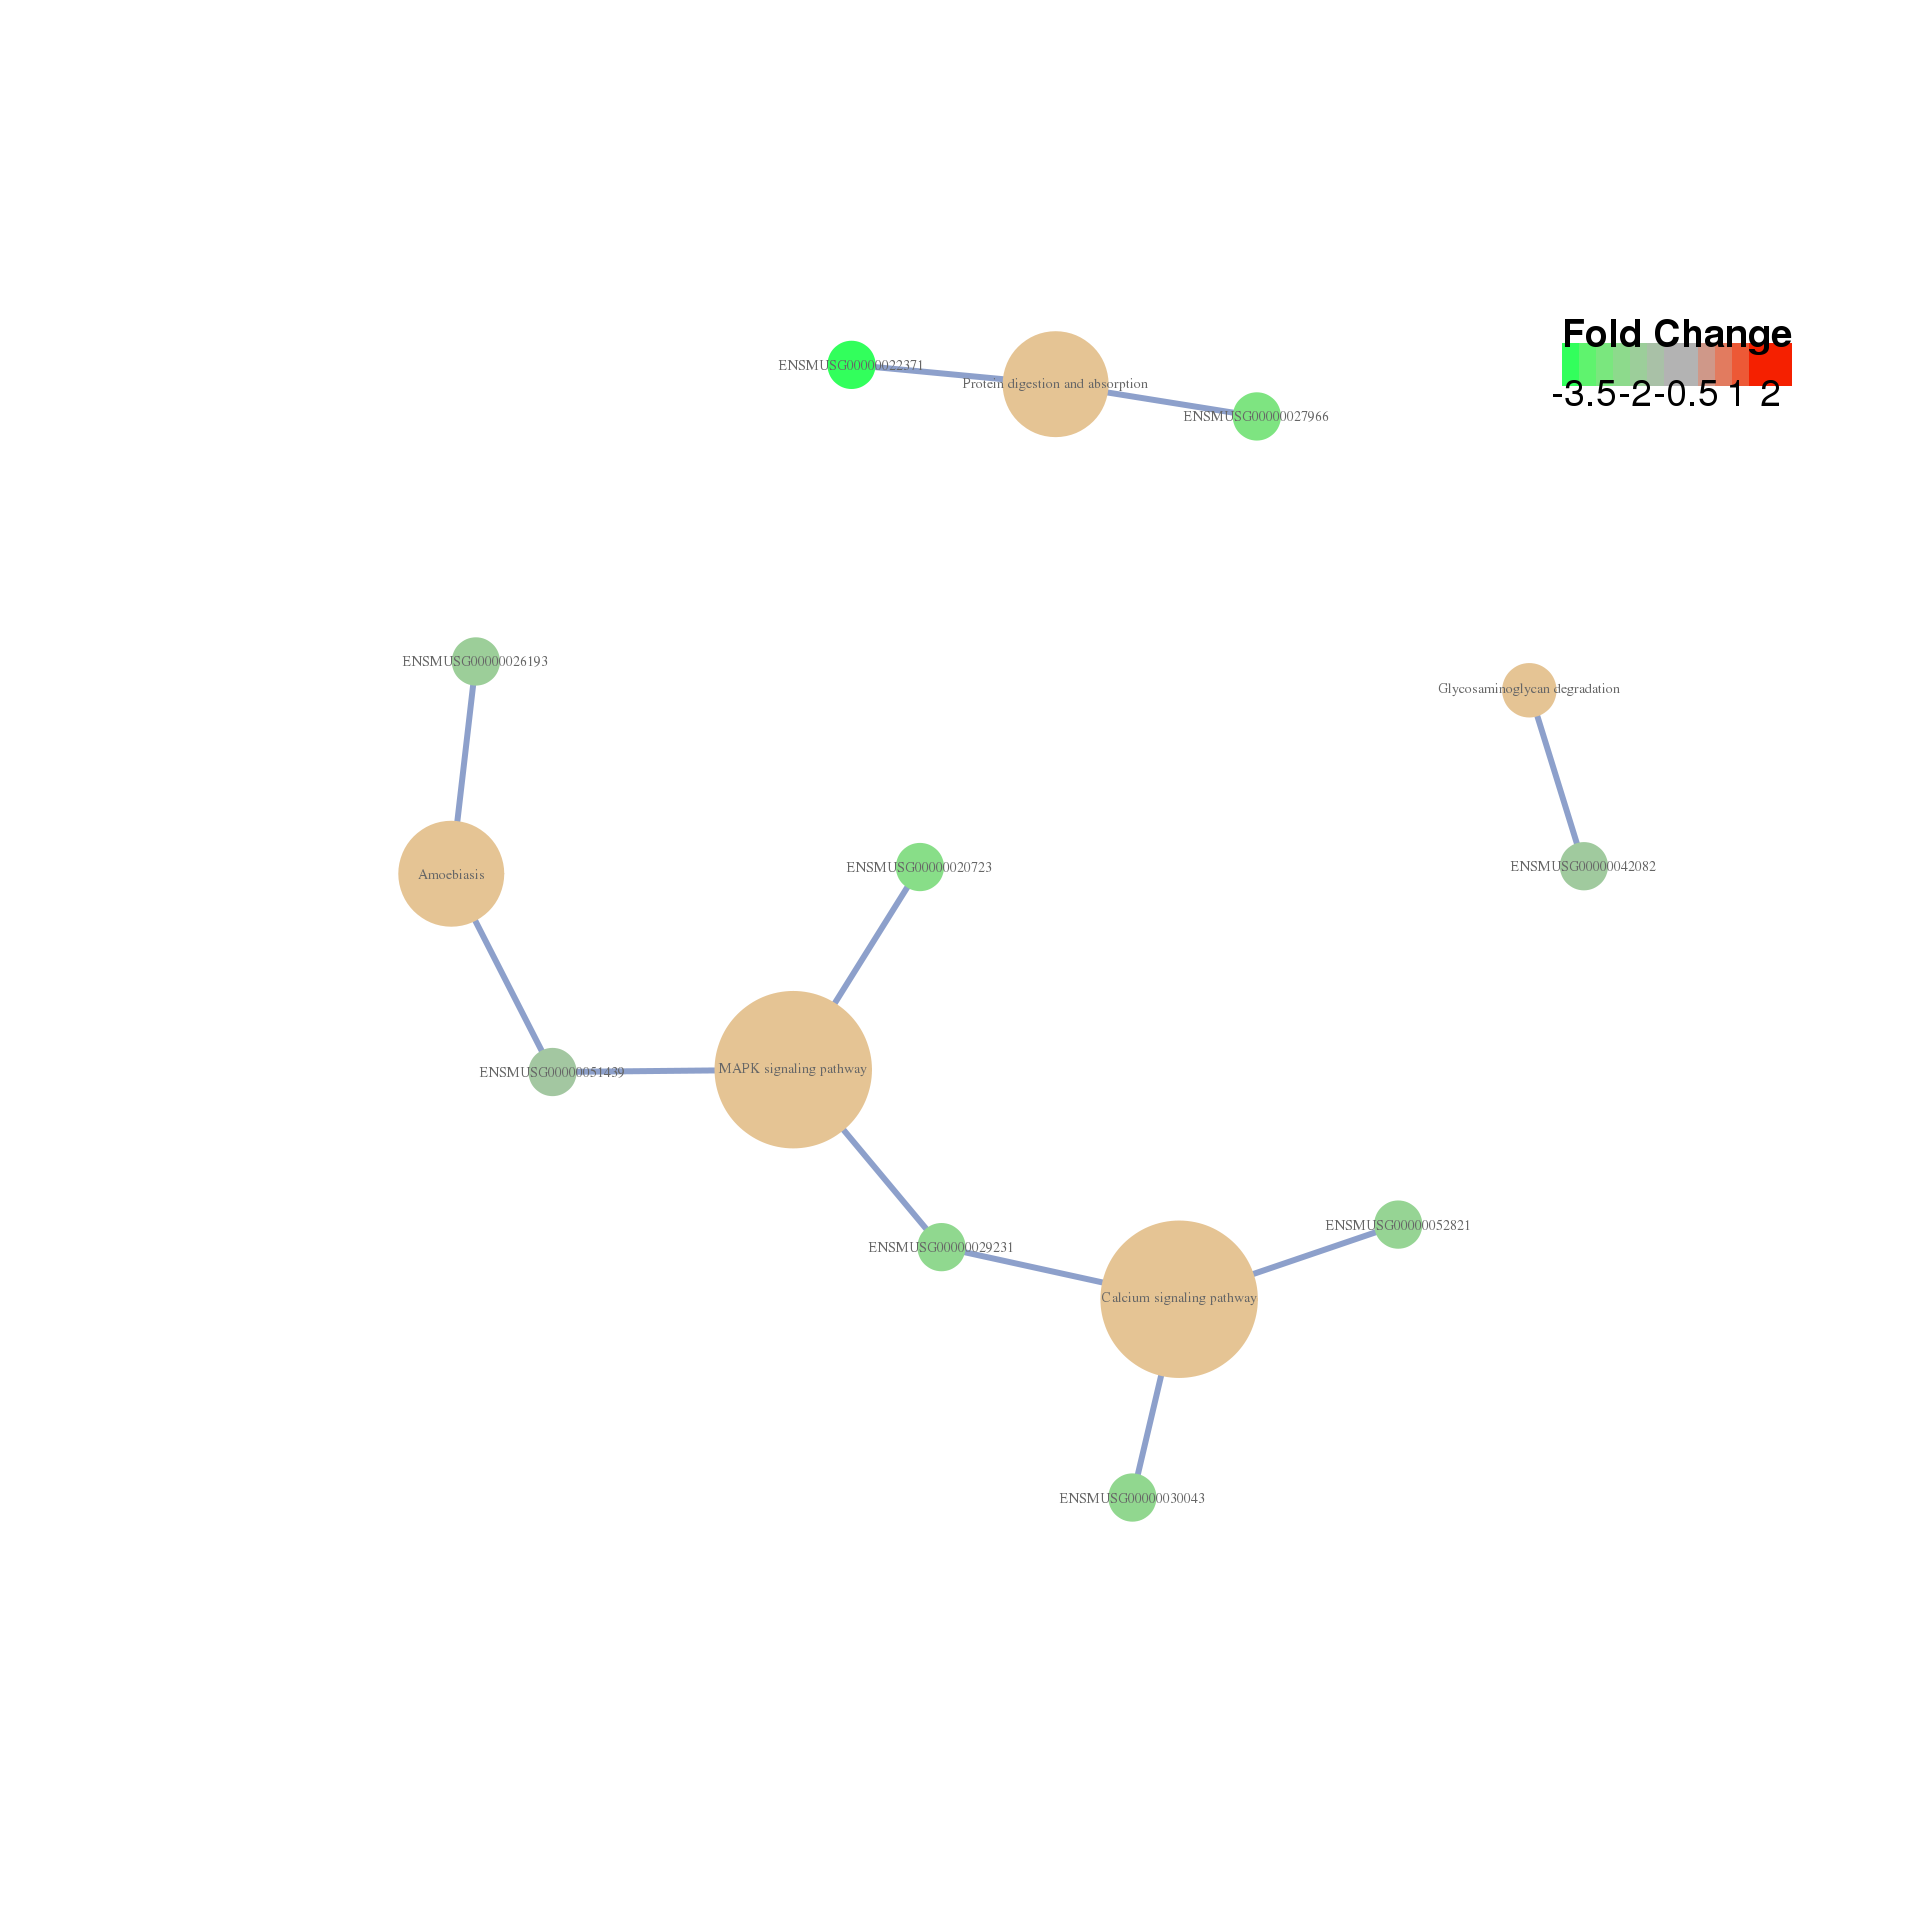 Fold Change
-3.5-2-0.5 1 2
ENSMUSG00000022371
Protein digestion and absorption
ENSMUSG00000027966
ENSMUSG00000026193
Glycosaminoglycan degradation
ENSMUSG00000020723
ENSMUSG00000042082
Amoebiasis
ENSMUSG00000051439
MAPK signaling pathway
ENSMUSG00000052821
ENSMUSG00000029231
Calcium signaling pathway
ENSMUSG00000030043